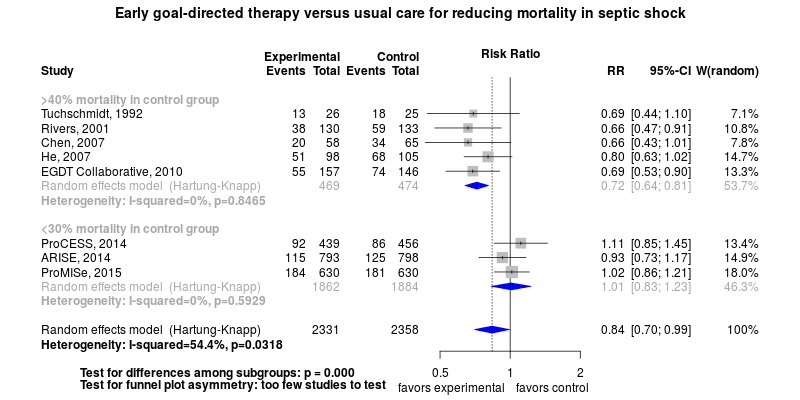 Early goal-directed therapy versus usual care for reducing mortality in septic shock
Experimental Control Risk Ratio
Study Events Total Events Total RR 95%-CI W(random)
>40% mortality in control group
Tuchschmidt, 1992 13 26 18 25 0.69 [0.44; 1.10] 7.1%
Rivers, 2001 38 130 59 133 0.66 [0.47; 0.91] 10.8%
Chen, 2007 20 58 34 65 0.66 [0.43; 1.01] 7.8%
He, 2007 51 98 68 105 0.80 [0.63; 1.02] 14.7%
EGDT Collaborative, 2010 55 157 74 146 0.69 [0.53; 0.90] 13.3%
Random effects model (Hartung-Knapp) 469 474 0.72 [0.64; 0.81] 53.7%
Heterogeneity: I-squared=0%, p=0.8465
<30% mortality in control group
ProCESS, 2014 92 439 86 456 1.11 [0.85; 1.45] 13.4%
ARISE, 2014 115 793 125 798 0.93 [0.73; 1.17] 14.9%
ProMISe, 2015 184 630 181 630 1.02 [0.86; 1.21] 18.0%
Random effects model (Hartung-Knapp) 1862 1884 1.01 [0.83; 1.23] 46.3%
Heterogeneity: I-squared=0%, p=0.5929
Random effects model (Hartung-Knapp) 2331 2358 0.84 [0.70; 0.99] 100%
Heterogeneity: I-squared=54.4%, p=0.0318
Test for differences among subgroups: p = 0.000
Test for funnel plot asymmetry: too few studies to test
0.5 1 2
favors experimental favors control